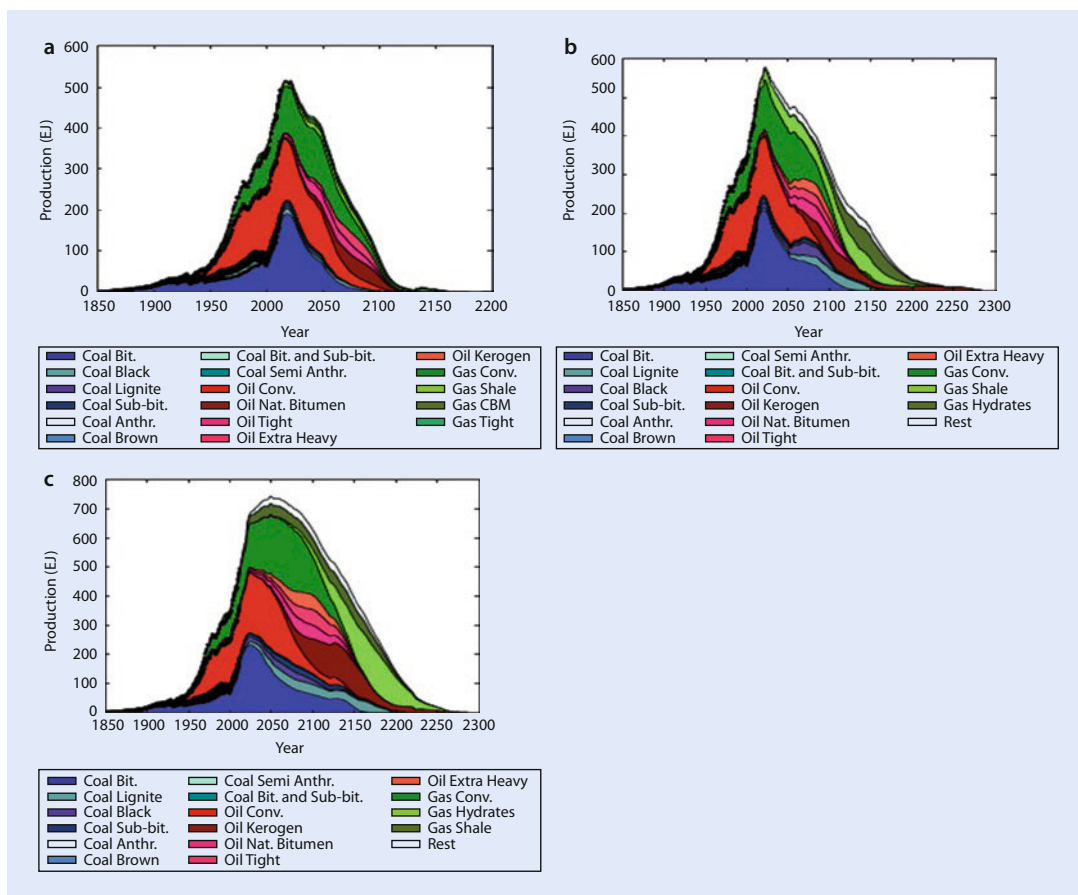 a
600
500
400
300
200
100
0
Production (EJ)
1850 1900 1950 2000 2050 2100 2150 2200
Year
Coal Bit.
Coal Black
Coal Lignite
Coal Sub-bit.
Coal Anthr.
Coal Brown
Coal Bit. and Sub-bit.
Coal Semi Anthr.
Oil Conv.
Oil Nat. Bitumen
Oil Tight
Oil Extra Heavy
Oil Kerogen
Gas Conv.
Gas Shale
Gas CBM
Gas Tight
b
600
500
400
300
200
100
0
Production (EJ)
1850 1900 1950 2000 2050 2100 2150 2200 2250 2300
Year
Coal Bit.
Coal Lignite
Coal Black
Coal Sub-bit.
Coal Anthr.
Coal Brown
Coal Semi Anthr.
Coal Bit. and Sub-bit.
Oil Conv.
Oil Kerogen
Oil Nat. Bitumen
Oil Tight
Oil Extra Heavy
Gas Conv.
Gas Shale
Gas Hydrates
Rest
c
800
700
600
500
400
300
200
100
0
Production (EJ)
1850 1900 1950 2000 2050 2100 2150 2200 2250 2300
Year
Coal Bit.
Coal Lignite
Coal Black
Coal Sub-bit.
Coal Anthr.
Coal Brown
Coal Semi Anthr.
Coal Bit. and Sub-bit.
Oil Conv.
Oil Kerogen
Oil Nat. Bitumen
Oil Tight
Oil Extra Heavy
Gas Conv.
Gas Hydrates
Gas Shale
Rest